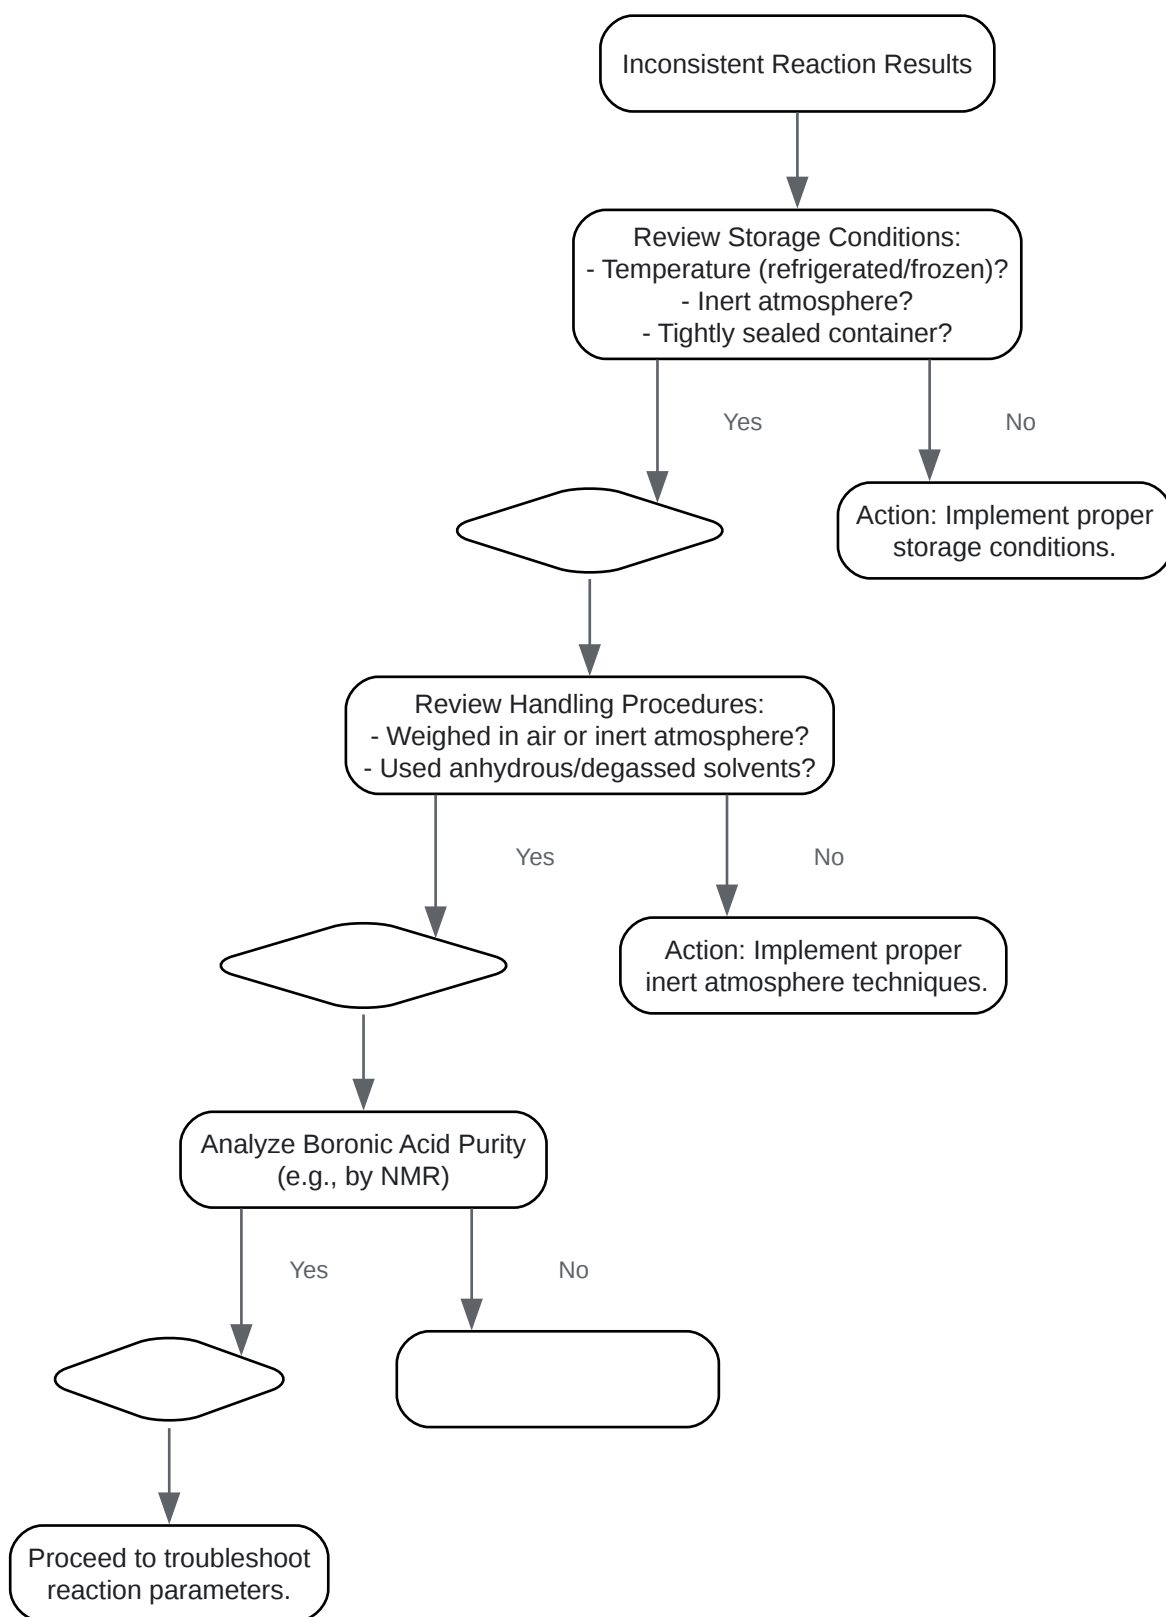 Inconsistent Reaction Results
Review Storage Conditions:
- Temperature (refrigerated/frozen)?
- Inert atmosphere?
- Tightly sealed container?
Yes
No
Action: Implement proper
storage conditions.
Review Handling Procedures:
- Weighed in air or inert atmosphere?
- Used anhydrous/degassed solvents?
Yes
No
Action: Implement proper
inert atmosphere techniques.
Analyze Boronic Acid Purity
(e.g., by NMR)
Yes
No
Proceed to troubleshoot
reaction parameters.